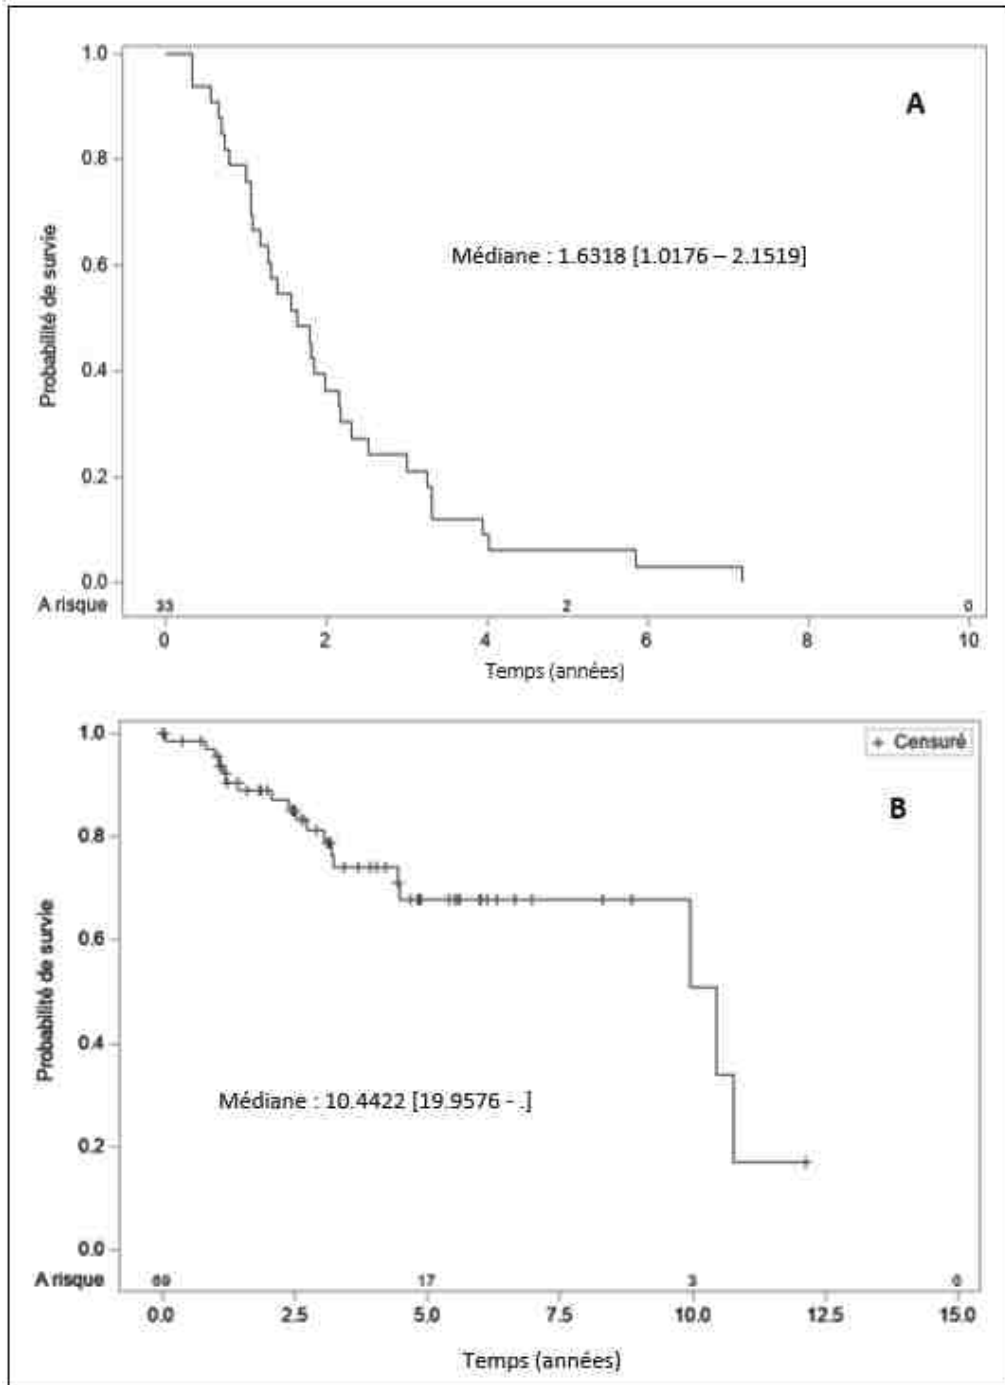 1.0
A
0.8
Médiane : 1.6318 [1.0176 – 2.1519]
0.6
Probabilité de survie
0.4
0.2
0.0
A risque 33 2 0
0 2 4 6 8 10
Temps (années)
1.0
+ Censuré
B
0.8
0.6
Probabilité de survie
0.4
Médiane : 10.4422 [19.9576 - .]
0.2
0.0
A risque 69 17 3 0
0.0 2.5 5.0 7.5 10.0 12.5 15.0
Temps (années)